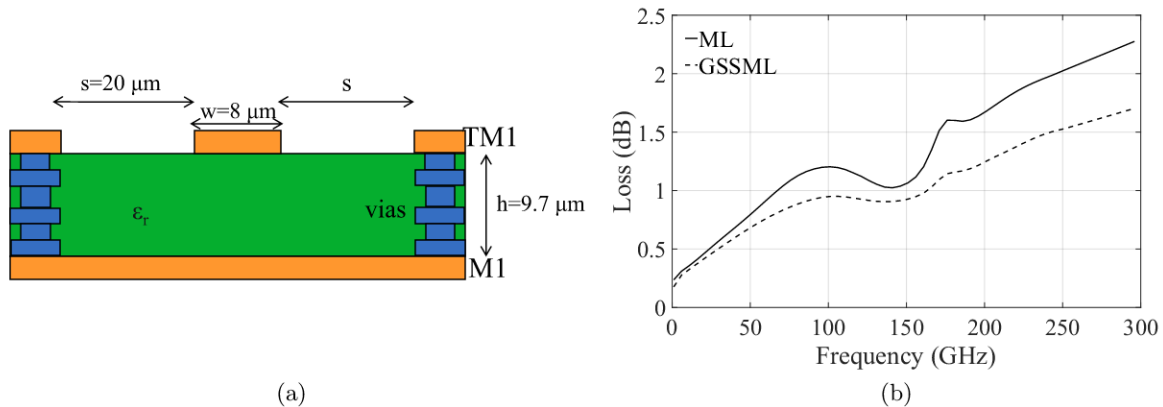 s=20 μm
s
w=8 μm
TM1
εr
vias
h=9.7 μm
M1
(a)
ML
GSSML
Loss (dB)
2.5
2
1.5
1
0.5
0
0
50
100
150
200
250
300
Frequency (GHz)
(b)